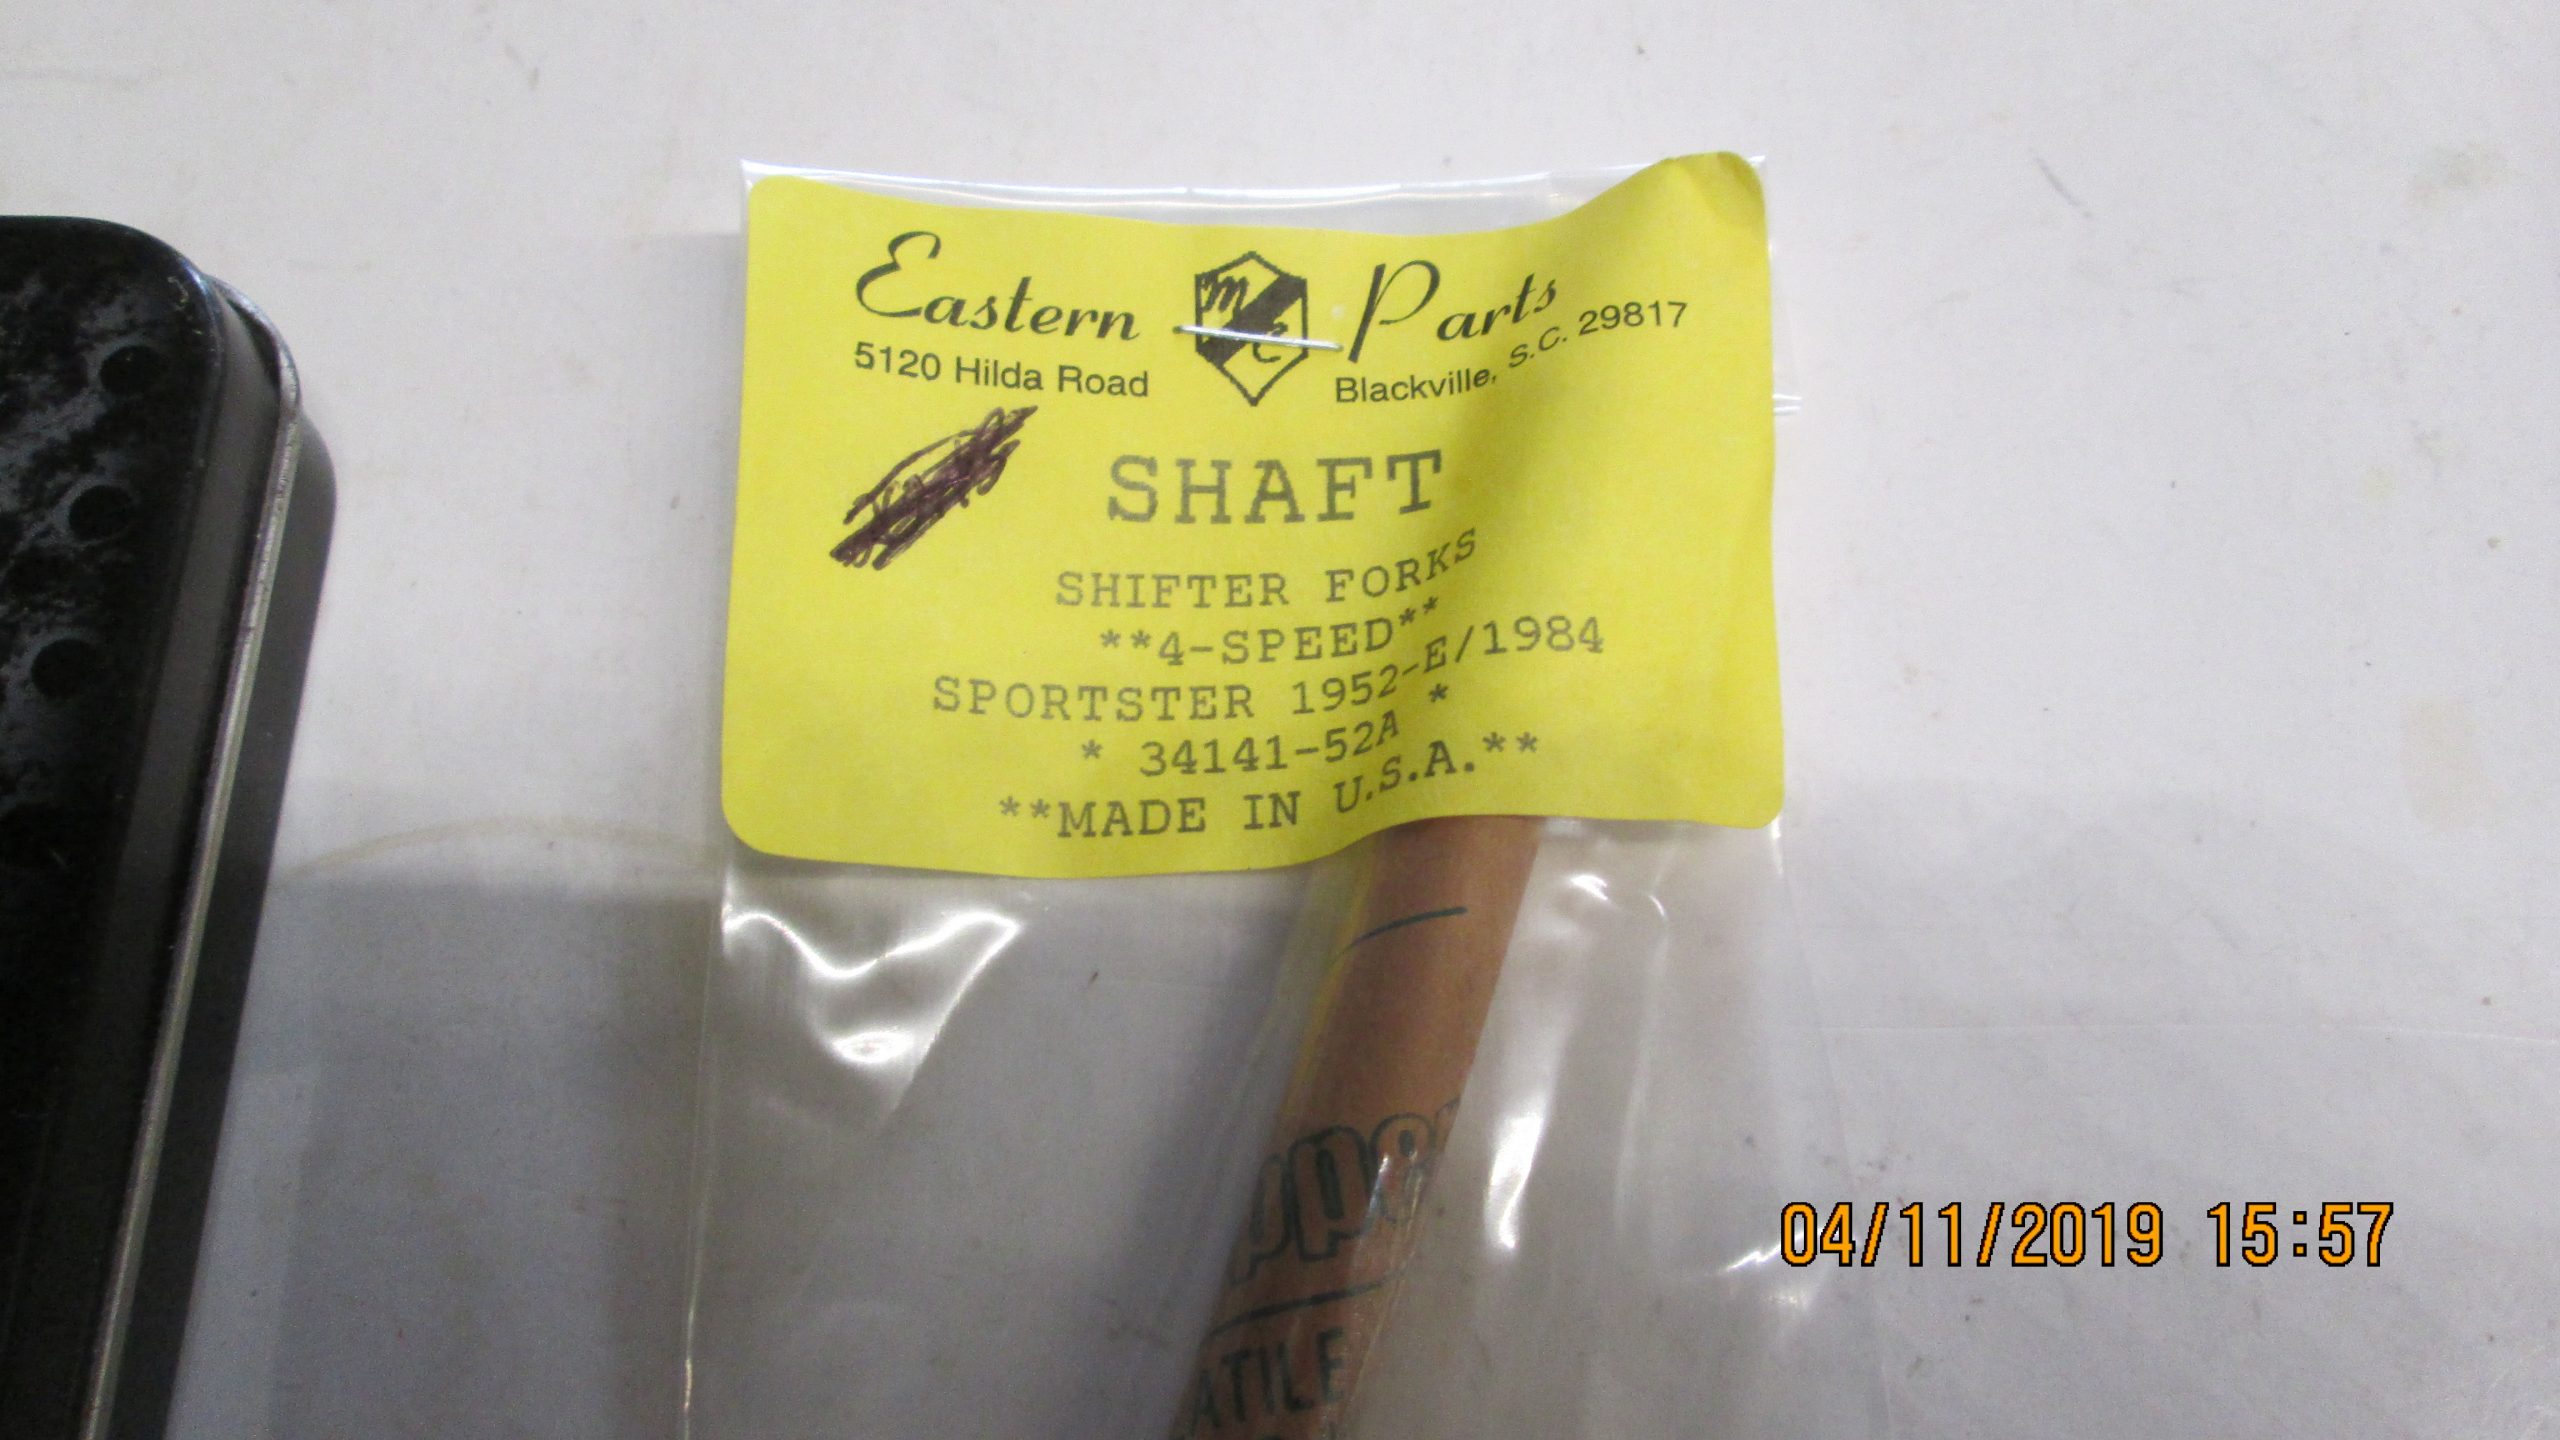 Eastern MC Parts
5120 Hilda Road Blackville, S.C. 29817
SHAFT
SHIFTER FORKS
**4-SPEED**
SPORTSTER 1952-E/1984
* 34141-52A *
**MADE IN U.S.A.**
04/11/2019 15:57